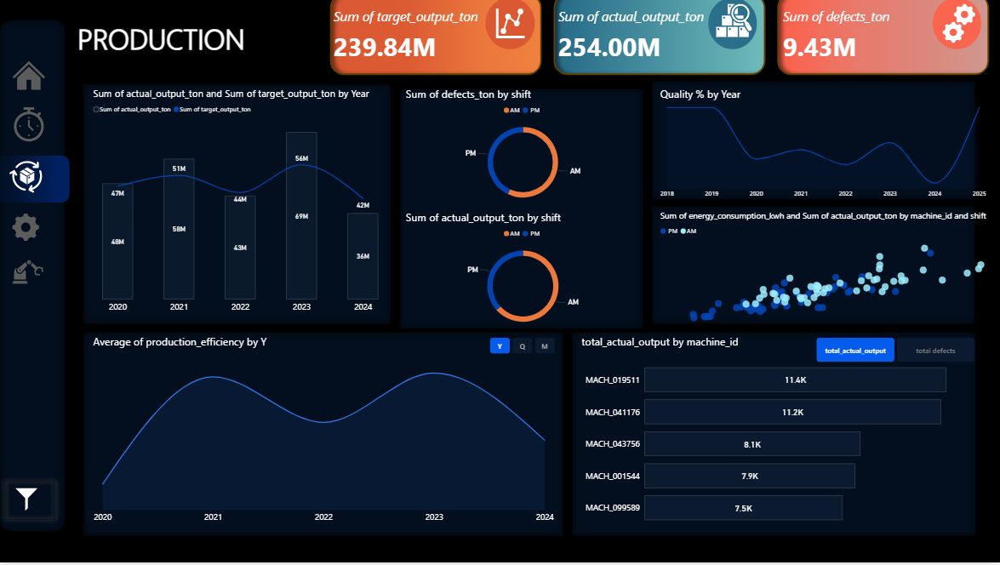 PRODUCTION
Sum of target_output_ton
239.84M
Sum of actual_output_ton
254.00M
Sum of defects_ton
9.43M
Sum of actual_output_ton and Sum of target_output_ton by Year
Sum of actual_output_ton Sum of target_output_ton
47M
48M
51M
58M
44M
43M
56M
69M
42M
36M
2020 2021 2022 2023 2024
Sum of defects_ton by shift
AM PM
PM
AM
Sum of actual_output_ton by shift
AM PM
PM
AM
Quality % by Year
2018 2019 2020 2021 2022 2023 2024 2025
Sum of energy_consumption_kwh and Sum of actual_output_ton by machine_id and shift
PM AM
Average of production_efficiency by Y
Y Q M
2020 2021 2022 2023 2024
total_actual_output by machine_id
total_actual_output total defects
MACH_019511 11.4K
MACH_041176 11.2K
MACH_043756 8.1K
MACH_001544 7.9K
MACH_099589 7.5K